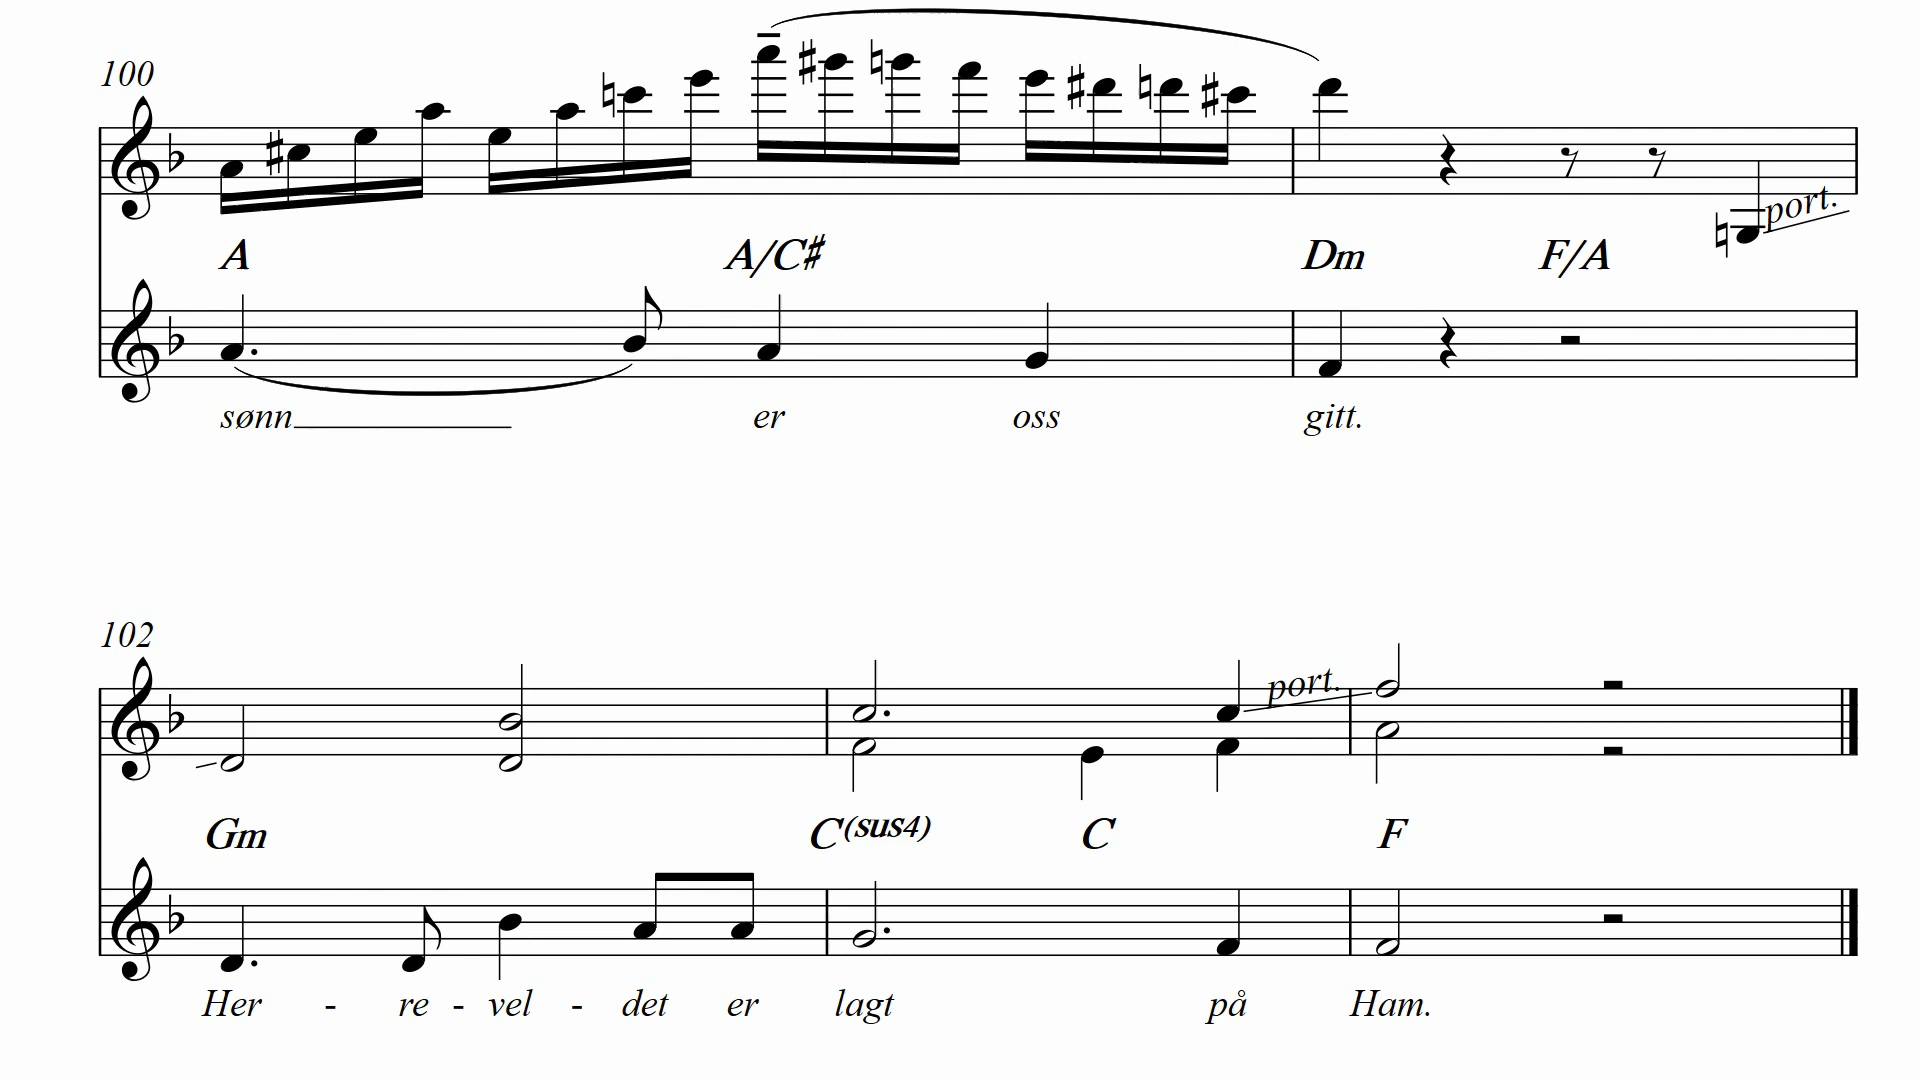 100
port.
A A/C♯ Dm F/A
sønn er oss gitt.
102
port.
Gm C(sus4) C F
Her - re - vel - det er lagt på Ham.